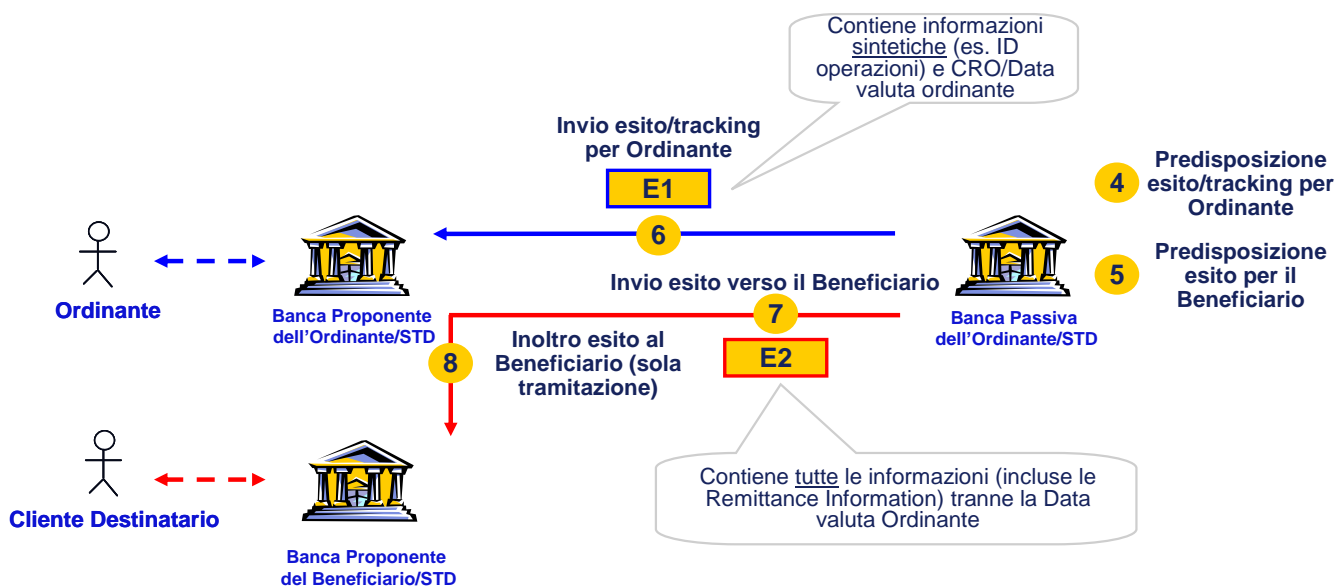 Contiene informazioni
sintetiche (es. ID
operazioni) e CRO/Data
valuta ordinante
Invio esito/tracking
per Ordinante
E1
6
4
Predisposizione
esito/tracking per
Ordinante
5
Predisposizione
esito per il
Beneficiario
Ordinante
Banca Proponente
dell’Ordinante/STD
Invio esito verso il Beneficiario
7
Banca Passiva
dell’Ordinante/STD
8
Inoltro esito al
Beneficiario (sola
tramitazione)
E2
Contiene tutte le informazioni (incluse le
Remittance Information) tranne la Data
valuta Ordinante
Cliente Destinatario
Banca Proponente
del Beneficiario/STD